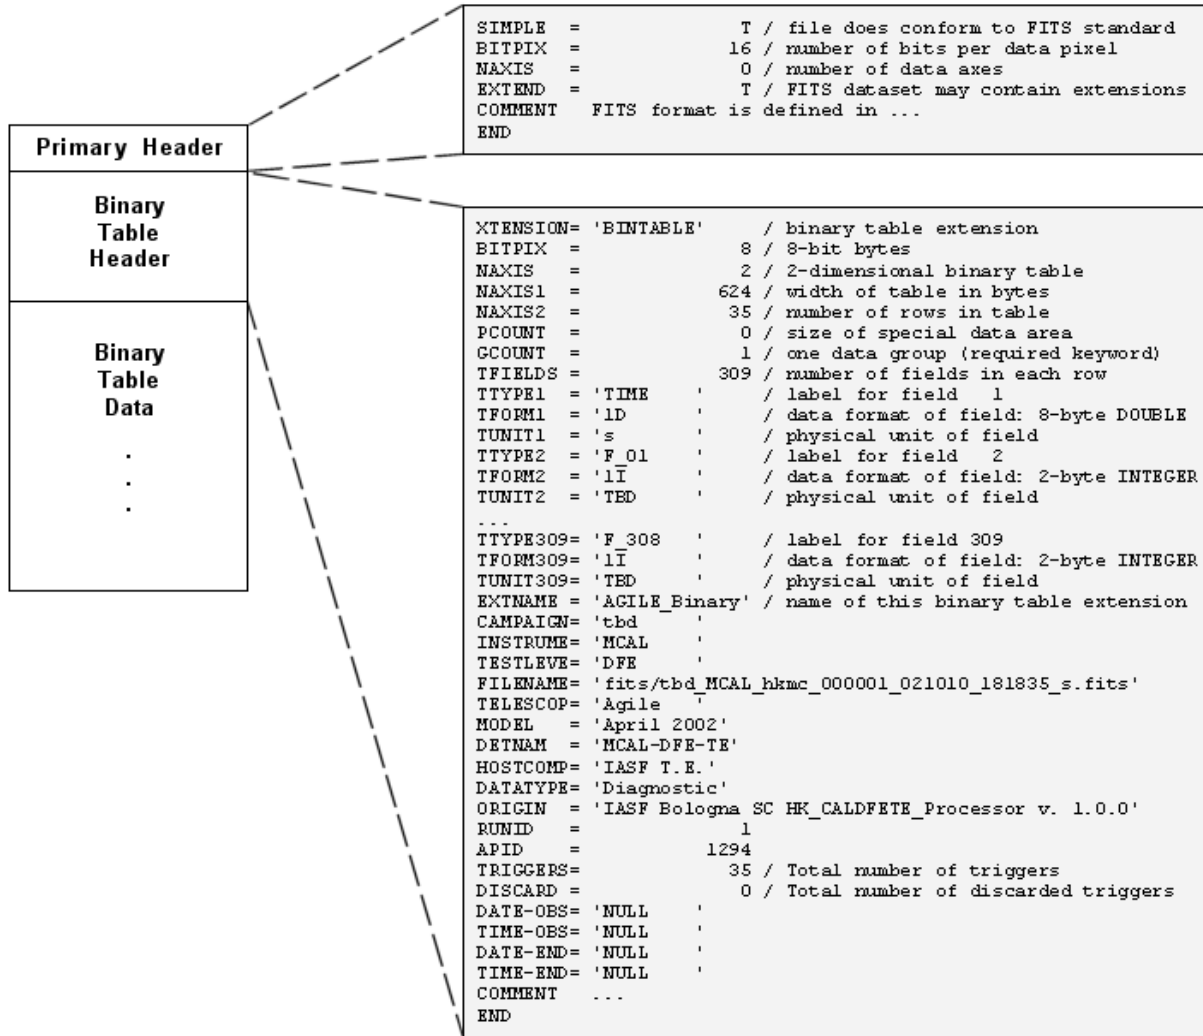 SIMPLE  =                    T / file does conform to FITS standard
BITPIX  =                   16 / number of bits per data pixel
NAXIS   =                    0 / number of data axes
EXTEND  =                    T / FITS dataset may contain extensions
COMMENT   FITS format is defined in ...
END
Primary Header
Binary
Table
Header
Binary
Table
Data
.
.
.
XTENSION= 'BINTABLE'     / binary table extension
BITPIX  =                    8 / 8-bit bytes
NAXIS   =                    2 / 2-dimensional binary table
NAXIS1  =                  624 / width of table in bytes
NAXIS2  =                   35 / number of rows in table
PCOUNT  =                    0 / size of special data area
GCOUNT  =                    1 / one data group (required keyword)
TFIELDS =                  309 / number of fields in each row
TTYPE1  = 'TIME    '     / label for field   1
TFORM1  = '1D      '     / data format of field: 8-byte DOUBLE
TUNIT1  = 's       '     / physical unit of field
TTYPE2  = 'F_01    '     / label for field   2
TFORM2  = '1I      '     / data format of field: 2-byte INTEGER
TUNIT2  = 'TBD     '     / physical unit of field
...
TTYPE309= 'F_308   '     / label for field 309
TFORM309= '1I      '     / data format of field: 2-byte INTEGER
TUNIT309= 'TBD     '     / physical unit of field
EXTNAME = 'AGILE_Binary' / name of this binary table extension
CAMPAIGN= 'tbd     '
INSTRUME= 'MCAL    '
TESTLEVE= 'DFE     '
FILENAME= 'fits/tbd_MCAL_hkmc_000001_021010_181835_s.fits'
TELESCOP= 'Agile   '
MODEL   = 'April 2002'
DETNAM  = 'MCAL-DFE-TE'
HOSTCOMP= 'IASF T.E.'
DATATYPE= 'Diagnostic'
ORIGIN  = 'IASF Bologna SC HK_CALDFETE_Processor v. 1.0.0'
RUNID   =                    1
APID    =                 1294
TRIGGERS=                   35 / Total number of triggers
DISCARD =                    0 / Total number of discarded triggers
DATE-OBS= 'NULL    '
TIME-OBS= 'NULL    '
DATE-END= 'NULL    '
TIME-END= 'NULL    '
COMMENT   ...
END